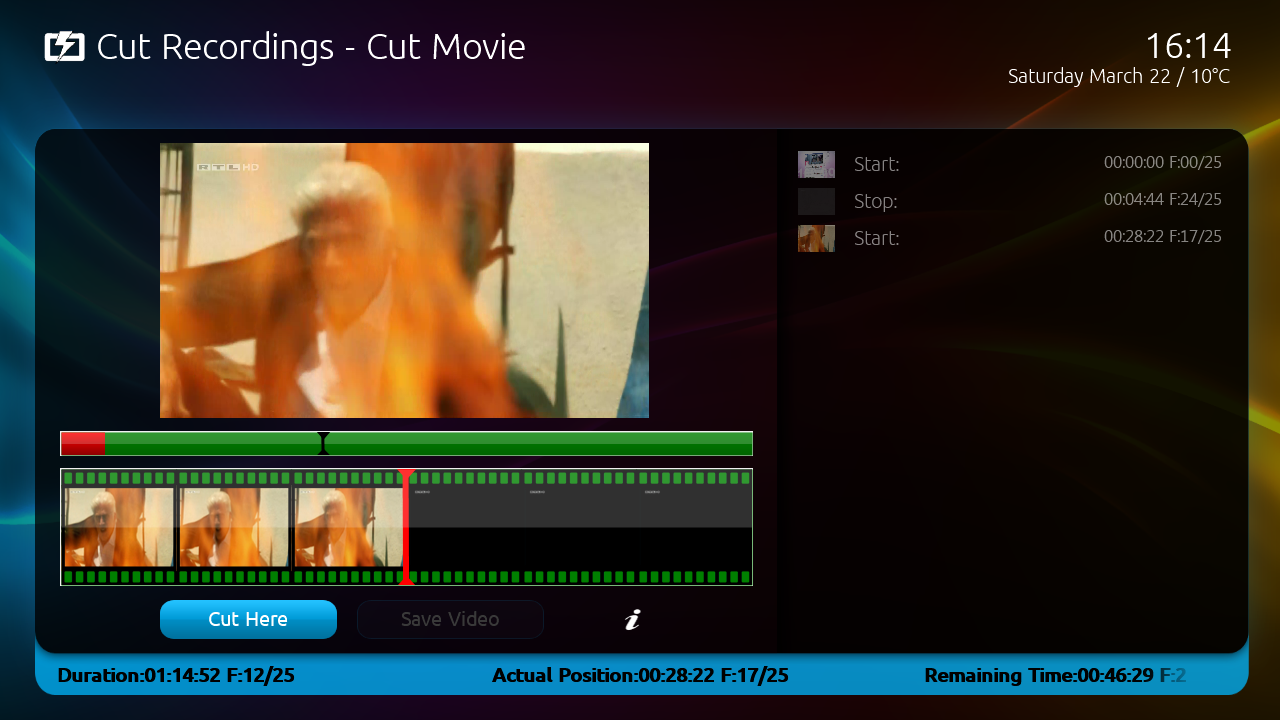 Cut Recordings - Cut Movie
16:14
Saturday March 22 / 10°C
RTL HD
Start: 00:00:00 F:00/25
Stop: 00:04:44 F:24/25
Start: 00:28:22 F:17/25
Cut Here
Save Video
i
Duration:01:14:52 F:12/25
Actual Position:00:28:22 F:17/25
Remaining Time:00:46:29 F:2